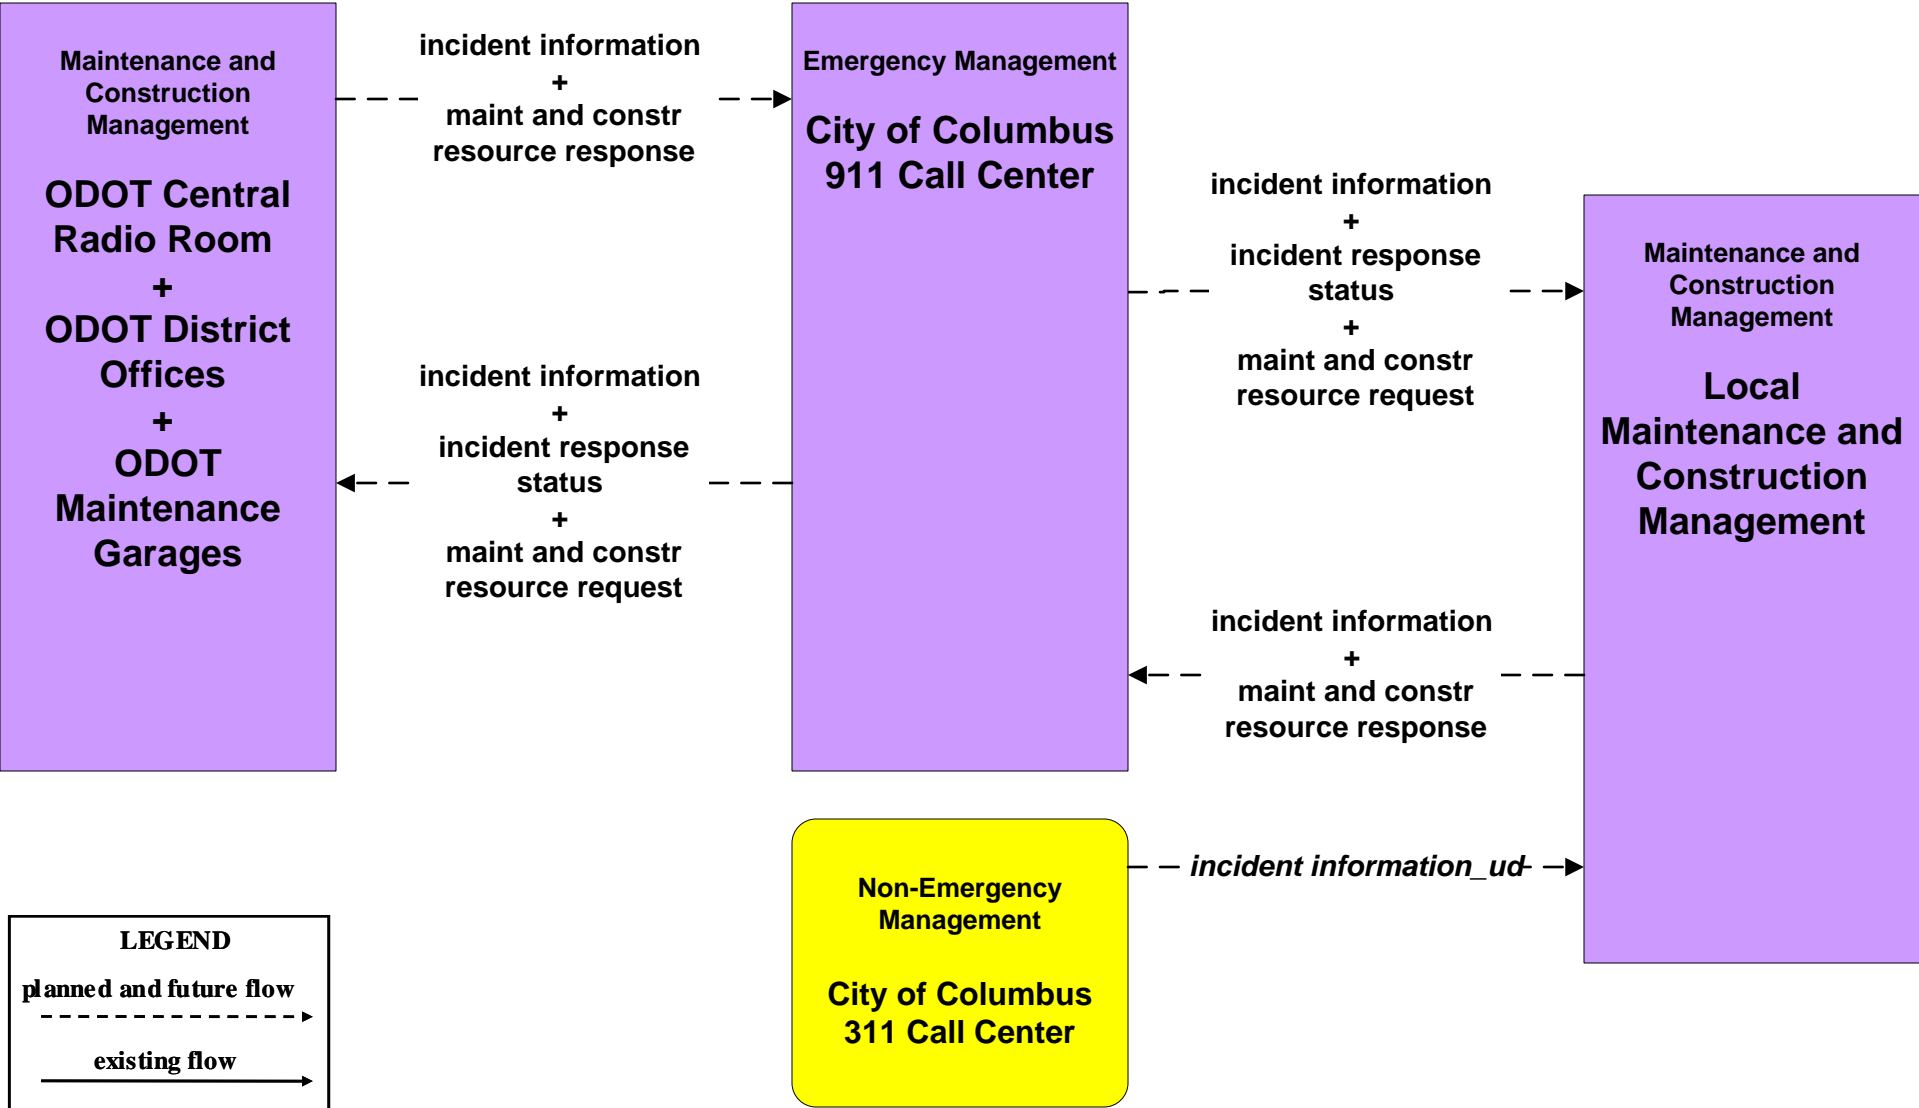 Maintenance and
Construction
Management
ODOT Central
Radio Room
+
ODOT District
Offices
+
ODOT
Maintenance
Garages
incident information
+
maint and constr
resource response
incident information
+
incident response
status
+
maint and constr
resource request
Emergency Management
City of Columbus
911 Call Center
incident information
+
incident response
status
+
maint and constr
resource request
incident information
+
maint and constr
resource response
Maintenance and
Construction
Management
Local
Maintenance and
Construction
Management
Non-Emergency
Management
City of Columbus
311 Call Center
incident information_ud
LEGEND
planned and future flow
existing flow